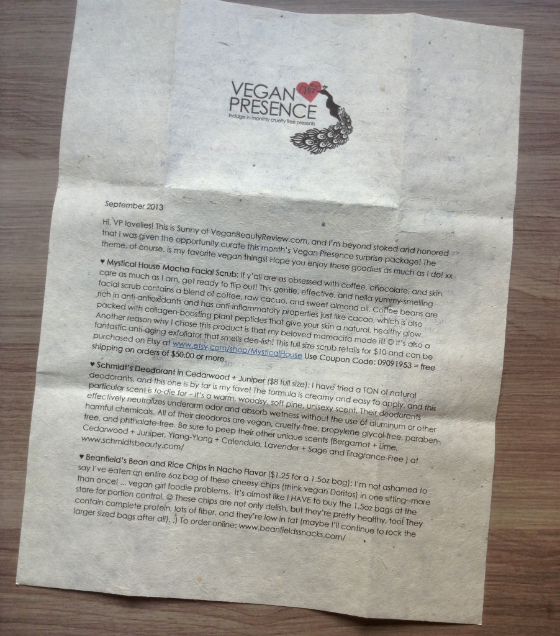 VEGAN
PRESENCE
Indulge in monthly cruelty free presents
September 2013
Hi, VP lovelies! This is Sunny of VeganBeautyReview.com, and I'm beyond stoked and honored
that I was given the opportunity curate this month's Vegan Presence surprise package! The
theme, of course, is my favorite vegan things! Hope you enjoy these goodies as much as I do! xx
♥ Mystical House Mocha Facial Scrub: If y'all are as obsessed with coffee, chocolate, and skin
care as much as I am, get ready to flip out! This gentle, effective, and hella yummy-smelling
facial scrub contains a blend of coffee, raw cacao, and sweet almond oil. Coffee beans are
rich in anti-oxidants and has anti-inflammatory properties just like cacao, which is also
packed with collagen-boosting plant peptides that give your skin a natural, healthy glow.
Another reason why I chose this product is that my beloved mamacita made it! ☺ It's also a
fantastic anti-aging exfoliator that smells dee-lish! This full size scrub retails for $10 and can be
purchased on Etsy at www.etsy.com/shop/MysticalHouse Use Coupon Code: 09091953 = free
shipping on orders of $50.00 or more.
♥ Schmidt's Deodorant in Cedarwood + Juniper ($8 full size): I have tried a TON of natural
deodorants, and this one is by far is my fave! The formula is creamy and easy to apply, and this
particular scent is to-die for - it's a warm, woodsy, soft pine, unisexy scent. Their deodorants
effectively neutralizes underarm odor and absorb wetness without the use of aluminum or other
harmful chemicals. All of their deodorants are vegan, cruelty-free, propylene glycol-free, paraben-
free, and phthalate-free. Be sure to peep their other unique scents (Bergamot + Lime,
Cedarwood + Juniper, Ylang-Ylang + Calendula, Lavender + Sage and Fragrance-Free ) at
www.schmidtsbeauty.com/
♥ Beanfield's Bean and Rice Chips in Nacho Flavor ($1.25 for a 1.5oz bag): I'm not ashamed to
say I've eaten an entire 6oz bag of these cheesy chips (think vegan Doritos) in one sitting--more
than once! ... vegan girl foodie problems. It's almost like I HAVE to buy the 1.5oz bags at the
store for portion control. ☺ These chips are not only delish, but they're pretty healthy, too! They
contain complete protein, lots of fiber, and they're low in fat (maybe I'll continue to rock the
larger sized bags after all). ;) To order online: www.beanfieldssnacks.com/